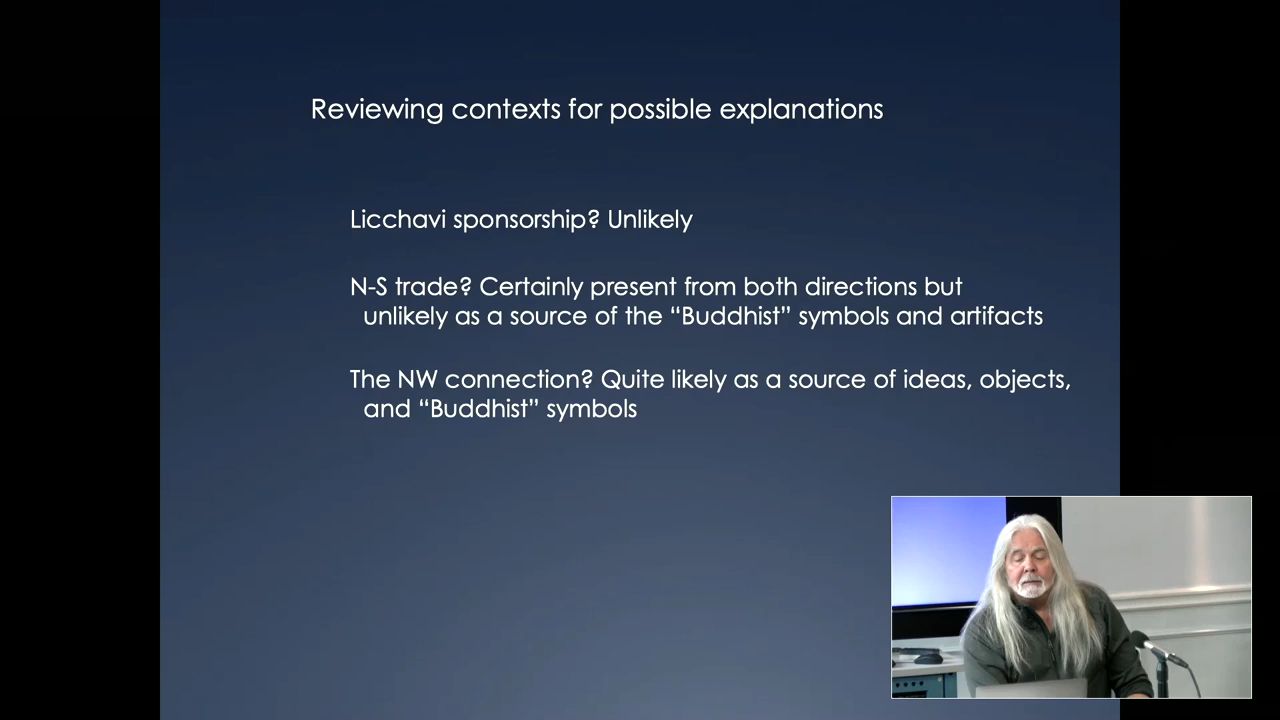 Reviewing contexts for possible explanations
Licchavi sponsorship? Unlikely
N-S trade? Certainly present from both directions but
unlikely as a source of the “Buddhist” symbols and artifacts
The NW connection? Quite likely as a source of ideas, objects,
and “Buddhist” symbols